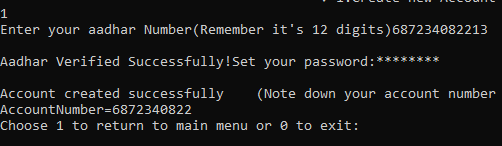 1.Create new Account
1
Enter your aadhar Number(Remember it's 12 digits)687234082213
Aadhar Verified Successfully!Set your password:********
Account created successfully    (Note down your account number
AccountNumber=6872340822
Choose 1 to return to main menu or 0 to exit: